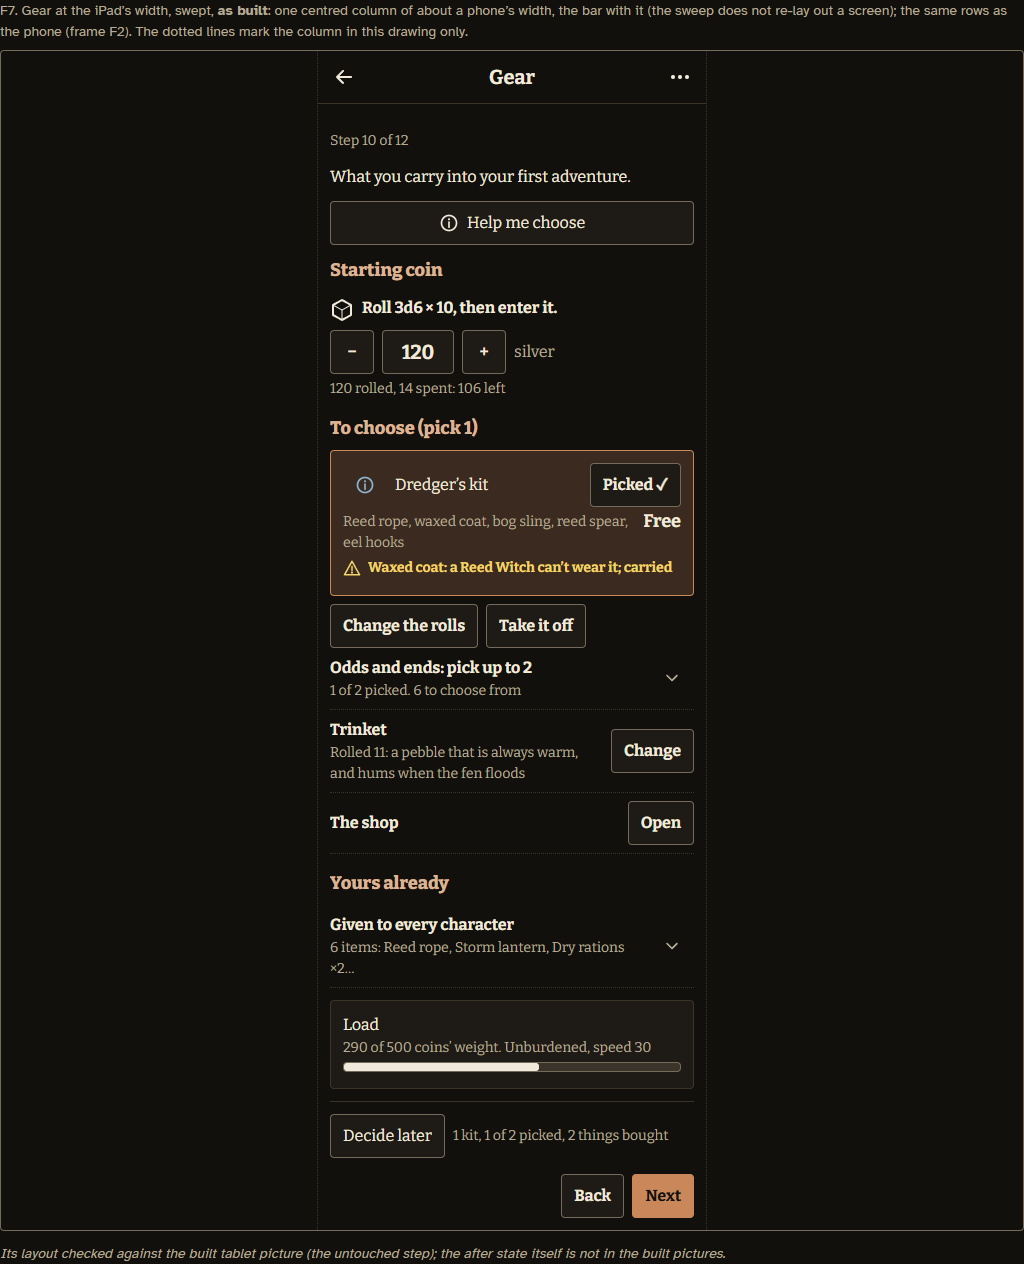 F7. Gear at the iPad's width, swept, as built: one centred column of about a phone's width, the bar with it (the sweep does not re-lay out a screen); the same rows as
the phone (frame F2). The dotted lines mark the column in this drawing only.
Gear
Step 10 of 12
What you carry into your first adventure.
Help me choose
Starting coin
Roll 3d6 × 10, then enter it.
− 120 + silver
120 rolled, 14 spent: 106 left
To choose (pick 1)
Dredger’s kit Picked ✓
Reed rope, waxed coat, bog sling, reed spear, Free
eel hooks
Waxed coat: a Reed Witch can’t wear it; carried
Change the rolls Take it off
Odds and ends: pick up to 2
1 of 2 picked. 6 to choose from
Trinket
Rolled 11: a pebble that is always warm,
and hums when the fen floods
Change
The shop Open
Yours already
Given to every character
6 items: Reed rope, Storm lantern, Dry rations
×2…
Load
290 of 500 coins’ weight. Unburdened, speed 30
Decide later 1 kit, 1 of 2 picked, 2 things bought
Back Next
Its layout checked against the built tablet picture (the untouched step); the after state itself is not in the built pictures.